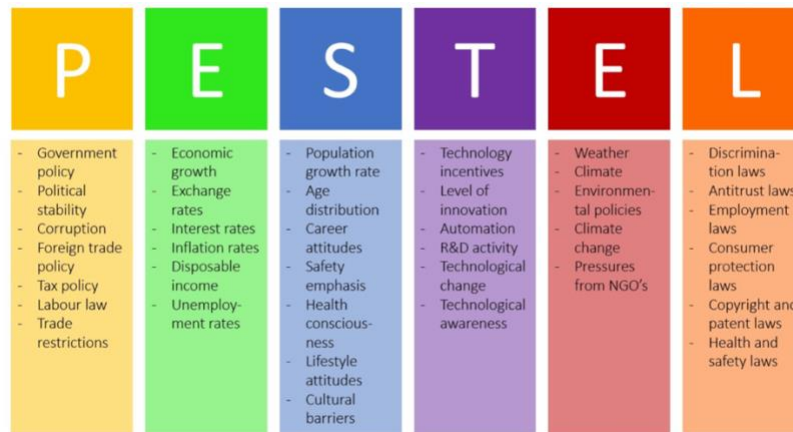 P
E
S
T
E
L
- Government
policy
- Political
stability
- Corruption
- Foreign trade
policy
- Tax policy
- Labour law
- Trade
restrictions
- Economic
growth
- Exchange
rates
- Interest rates
- Inflation rates
- Disposable
income
- Unemploy-
ment rates
- Population
growth rate
- Age
distribution
- Career
attitudes
- Safety
emphasis
- Health
conscious-
ness
- Lifestyle
attitudes
- Cultural
barriers
- Technology
incentives
- Level of
innovation
- Automation
- R&D activity
- Technological
change
- Technological
awareness
- Weather
- Climate
- Environmen-
tal policies
- Climate
change
- Pressures
from NGO's
- Discrimina-
tion laws
- Antitrust laws
- Employment
laws
- Consumer
protection
laws
- Copyright and
patent laws
- Health and
safety laws